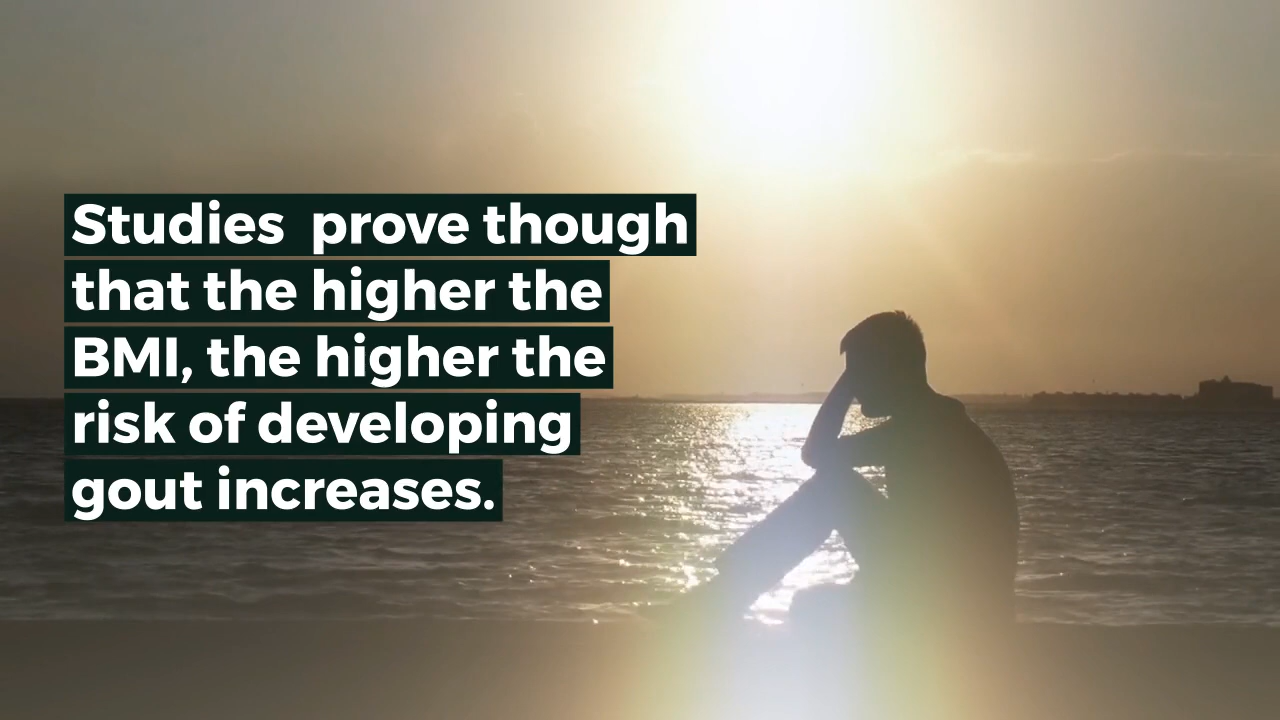 Studies  prove though
that the higher the
BMI, the higher the
risk of developing
gout increases.